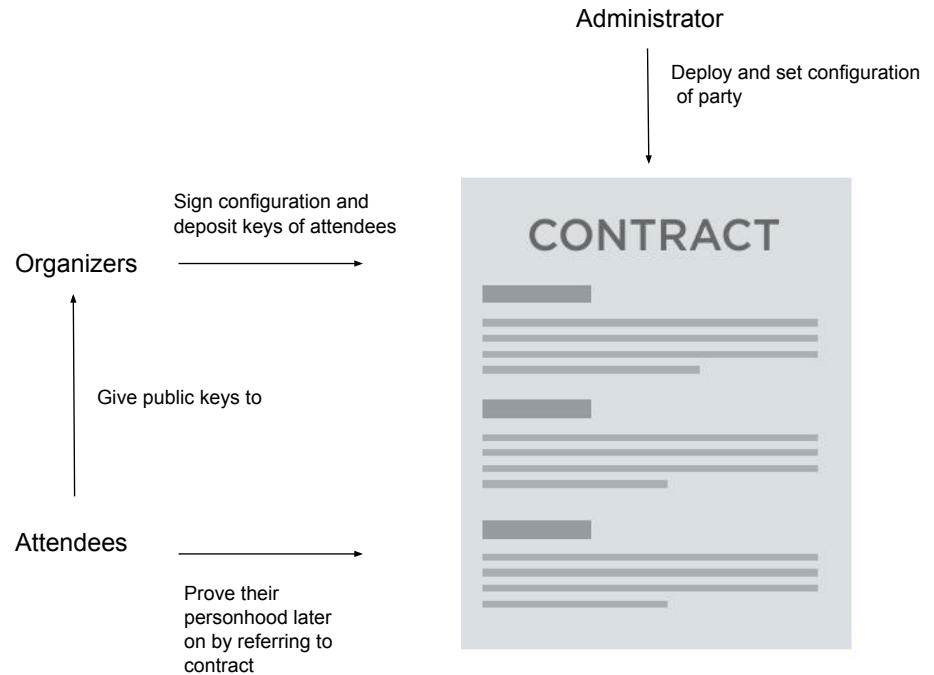 Administrator
Deploy and set configuration
of party
Sign configuration and
deposit keys of attendees
CONTRACT
Organizers
Give public keys to
Attendees
Prove their
personhood later
on by referring to
contract